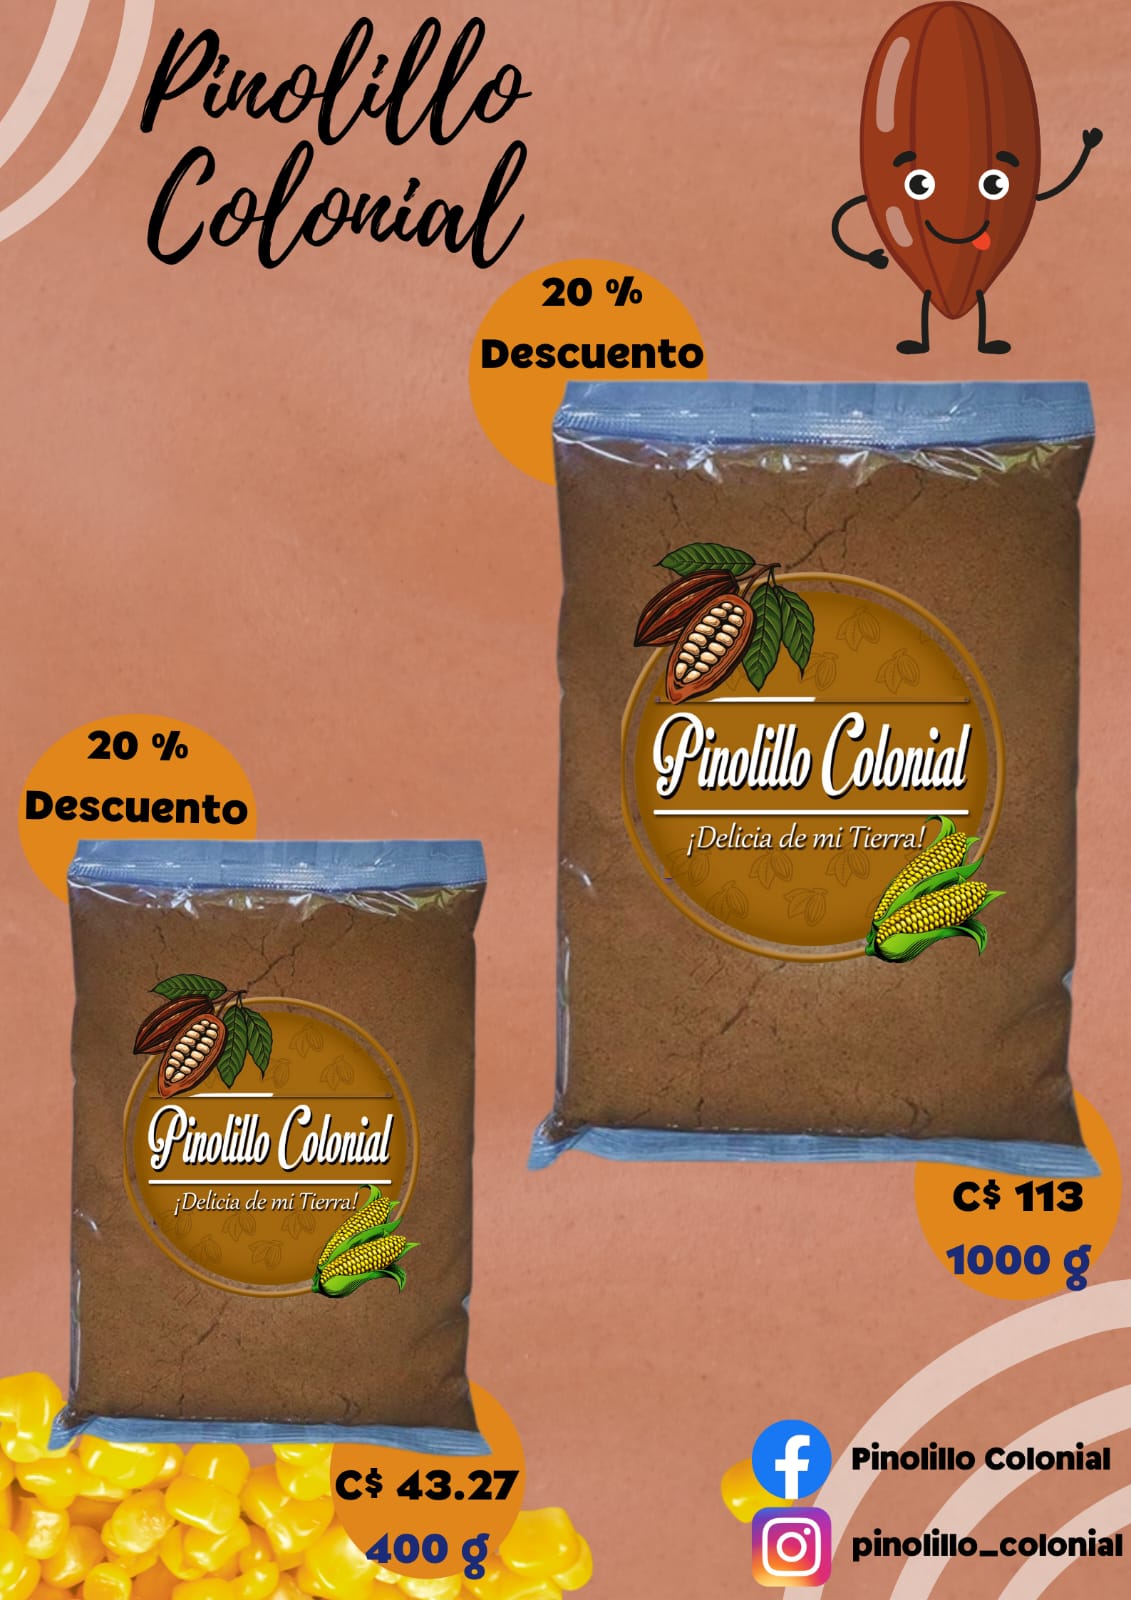 Pinolillo
Colonial
20 %
Descuento
Pinolillo Colonial
¡Delicia de mi Tierra!
C$ 113
1000 g
20 %
Descuento
Pinolillo Colonial
¡Delicia de mi Tierra!
C$ 43.27
400 g
Pinolillo Colonial
pinolillo_colonial